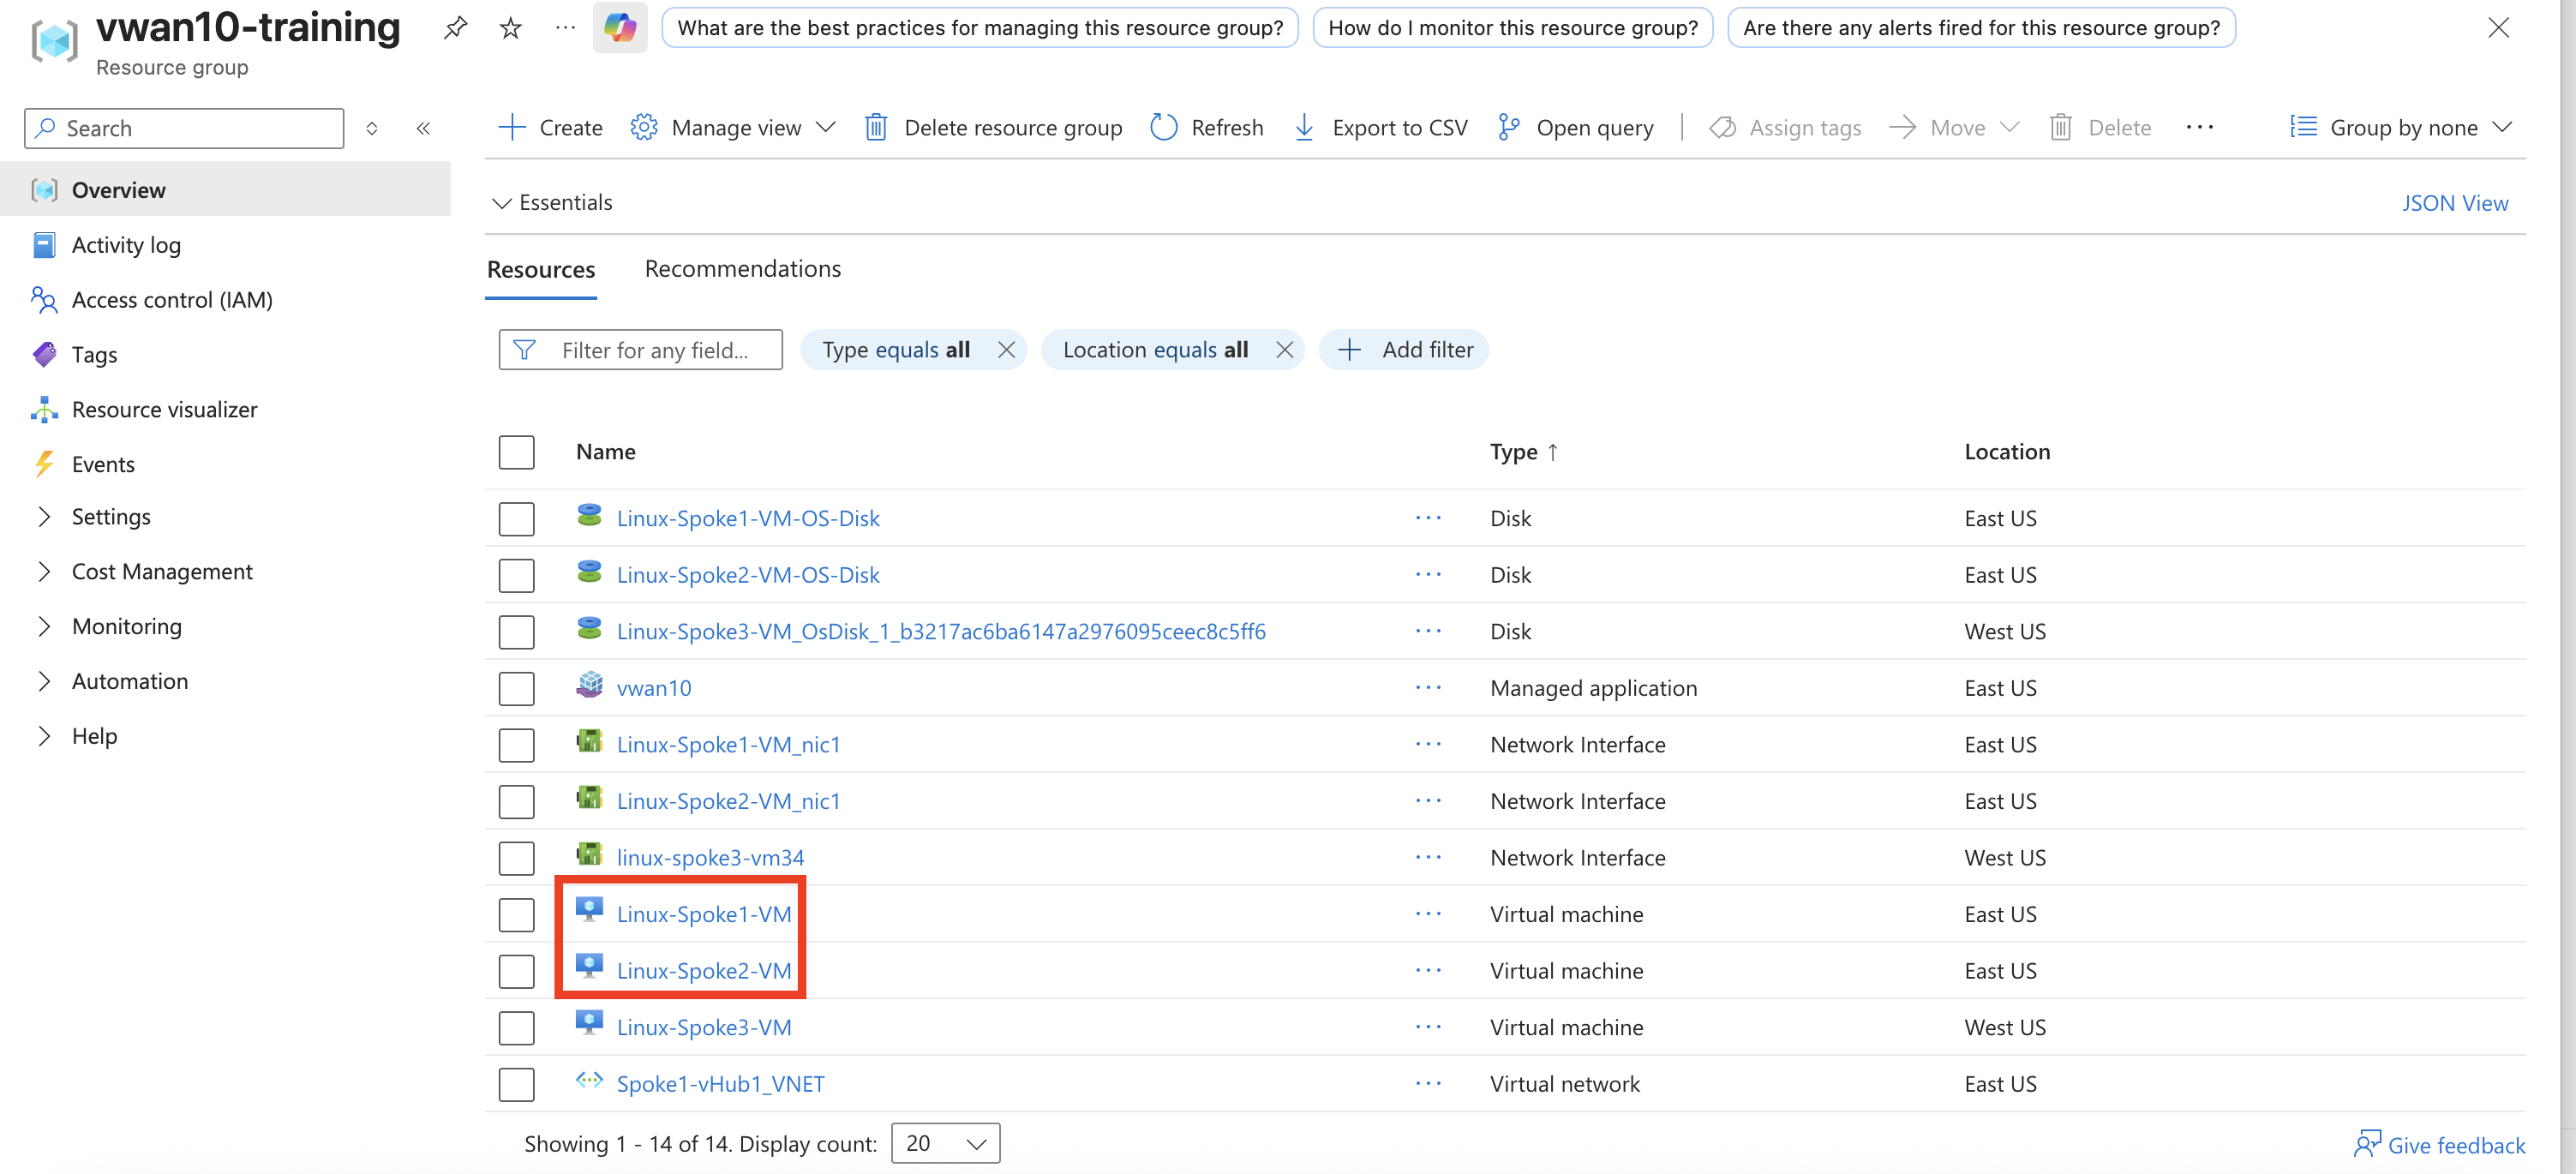 vwan10-training
Resource group
What are the best practices for managing this resource group?
How do I monitor this resource group?
Are there any alerts fired for this resource group?
Search
Create
Manage view
Delete resource group
Refresh
Export to CSV
Open query
Assign tags
Move
Delete
Group by none
Overview
Activity log
Access control (IAM)
Tags
Resource visualizer
Events
Settings
Cost Management
Monitoring
Automation
Help
Essentials
JSON View
Resources
Recommendations
Filter for any field...
Type equals all
Location equals all
Add filter
Name Type ↑ Location
Linux-Spoke1-VM-OS-Disk ··· Disk East US
Linux-Spoke2-VM-OS-Disk ··· Disk East US
Linux-Spoke3-VM_OsDisk_1_b3217ac6ba6147a2976095ceec8c5ff6 ··· Disk West US
vwan10 ··· Managed application East US
Linux-Spoke1-VM_nic1 ··· Network Interface East US
Linux-Spoke2-VM_nic1 ··· Network Interface East US
linux-spoke3-vm34 ··· Network Interface West US
Linux-Spoke1-VM ··· Virtual machine East US
Linux-Spoke2-VM ··· Virtual machine East US
Linux-Spoke3-VM ··· Virtual machine West US
Spoke1-vHub1_VNET ··· Virtual network East US
Showing 1 - 14 of 14. Display count: 20
Give feedback